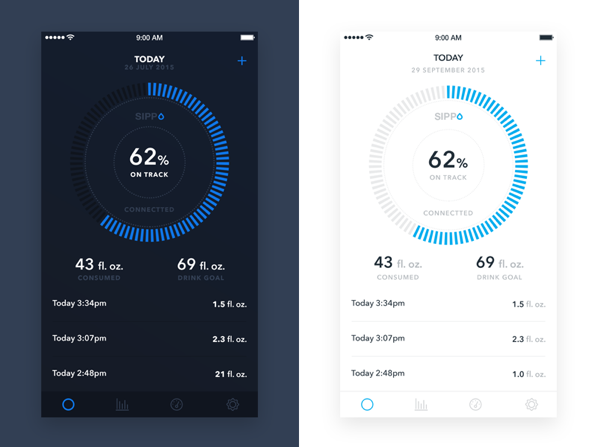 9:00 AM
TODAY
26 JULY 2015
+
SIPPO
62%
ON TRACK
CONNECTTED
43 fl. oz.
CONSUMED
69 fl. oz.
DRINK GOAL
Today 3:34pm
1.5 fl. oz.
Today 3:07pm
2.3 fl. oz.
Today 2:48pm
21 fl. oz.
9:00 AM
TODAY
29 SEPTEMBER 2015
+
SIPPO
62%
ON TRACK
CONNECTTED
43 fl. oz.
CONSUMED
69 fl. oz.
DRINK GOAL
Today 3:34pm
1.5 fl. oz.
Today 3:07pm
2.3 fl. oz.
Today 2:48pm
1.0 fl. oz.